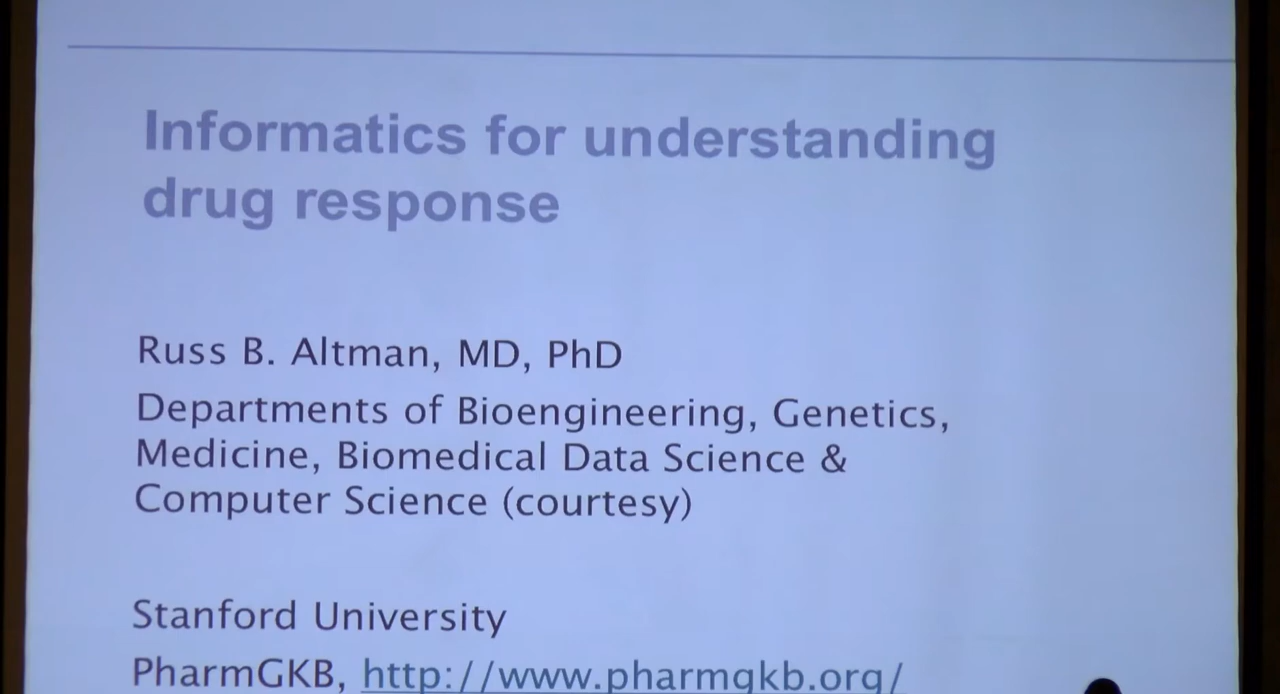 Informatics for understanding
drug response
Russ B. Altman, MD, PhD
Departments of Bioengineering, Genetics,
Medicine, Biomedical Data Science &
Computer Science (courtesy)
Stanford University
PharmGKB, http://www.pharmgkb.org/